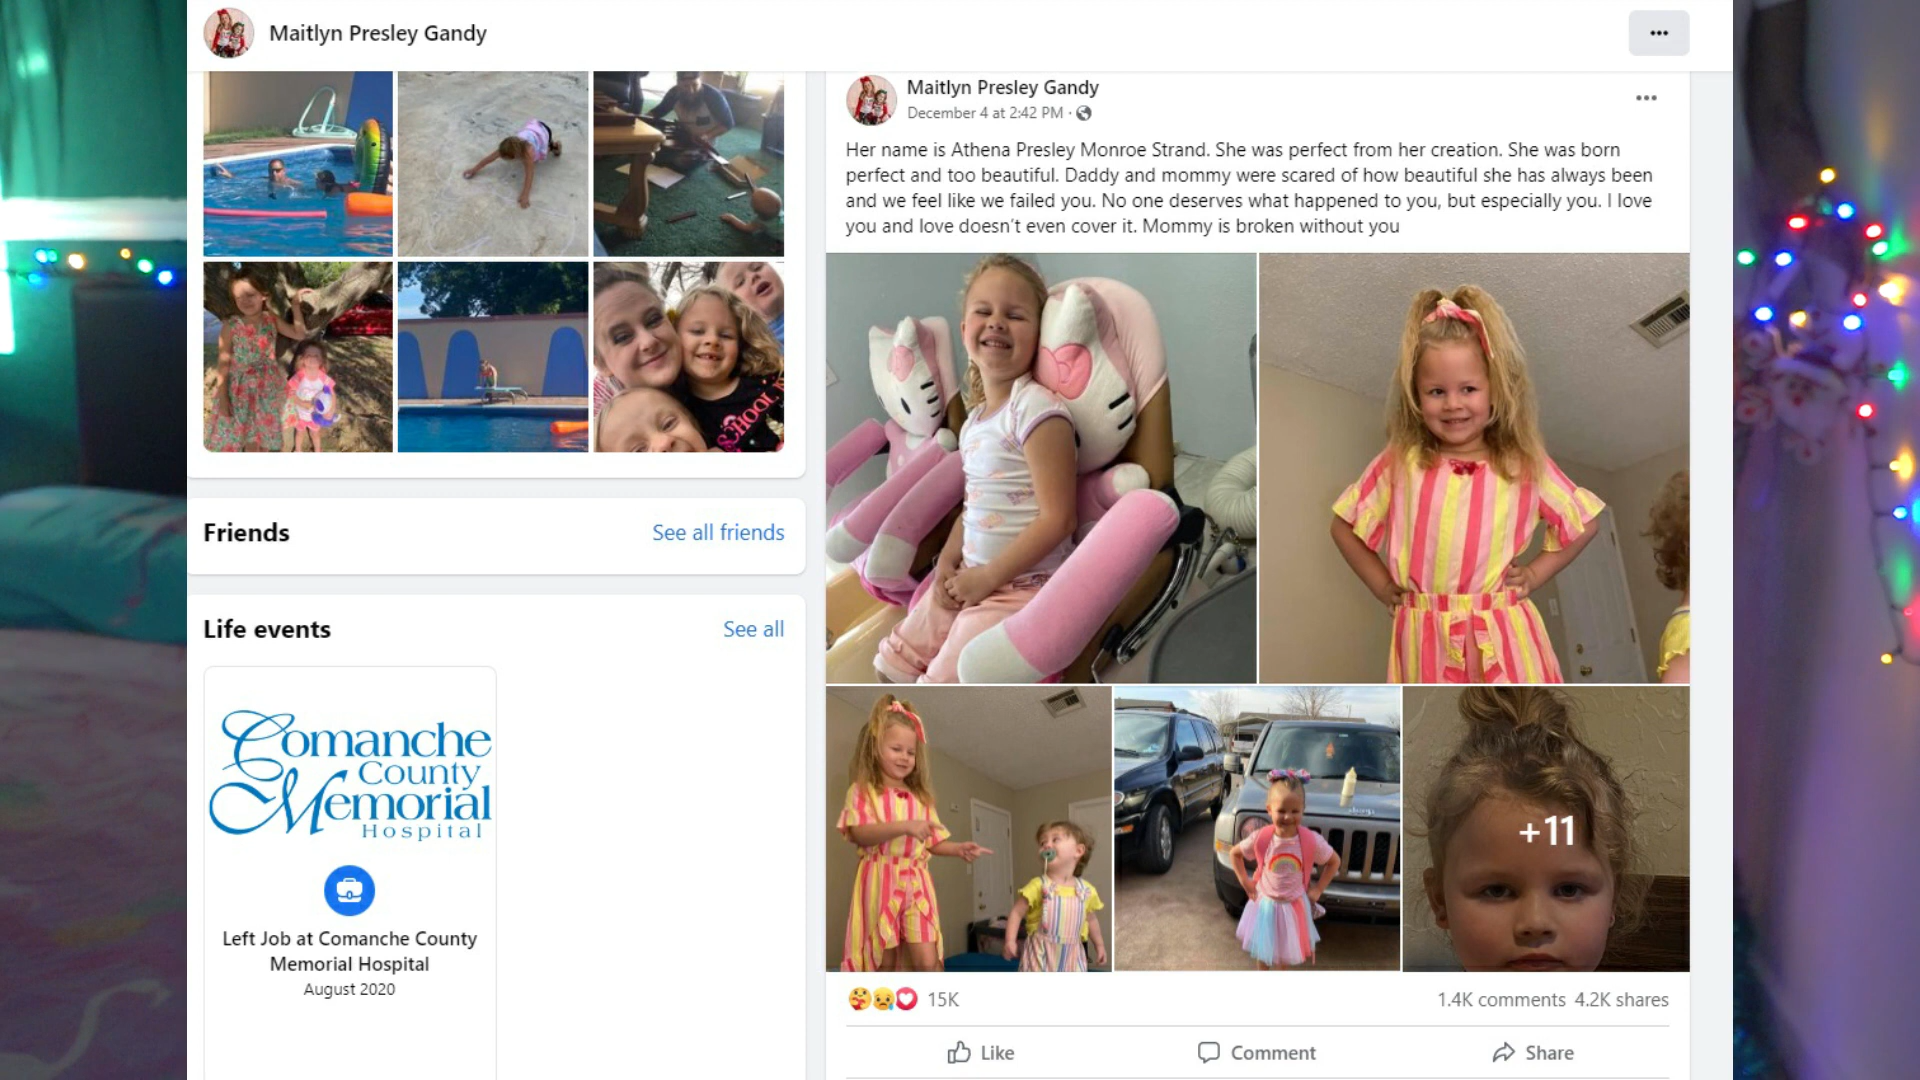 Maitlyn Presley Gandy
Friends
See all friends
Life events
See all
Comanche
County
Memorial
Hospital
Left Job at Comanche County
Memorial Hospital
August 2020
Maitlyn Presley Gandy
December 4 at 2:42 PM ·
Her name is Athena Presley Monroe Strand. She was perfect from her creation. She was born
perfect and too beautiful. Daddy and mommy were scared of how beautiful she has always been
and we feel like we failed you. No one deserves what happened to you, but especially you. I love
you and love doesn't even cover it. Mommy is broken without you
SCHOOL
Jeep
+11
15K
1.4K comments 4.2K shares
Like
Comment
Share